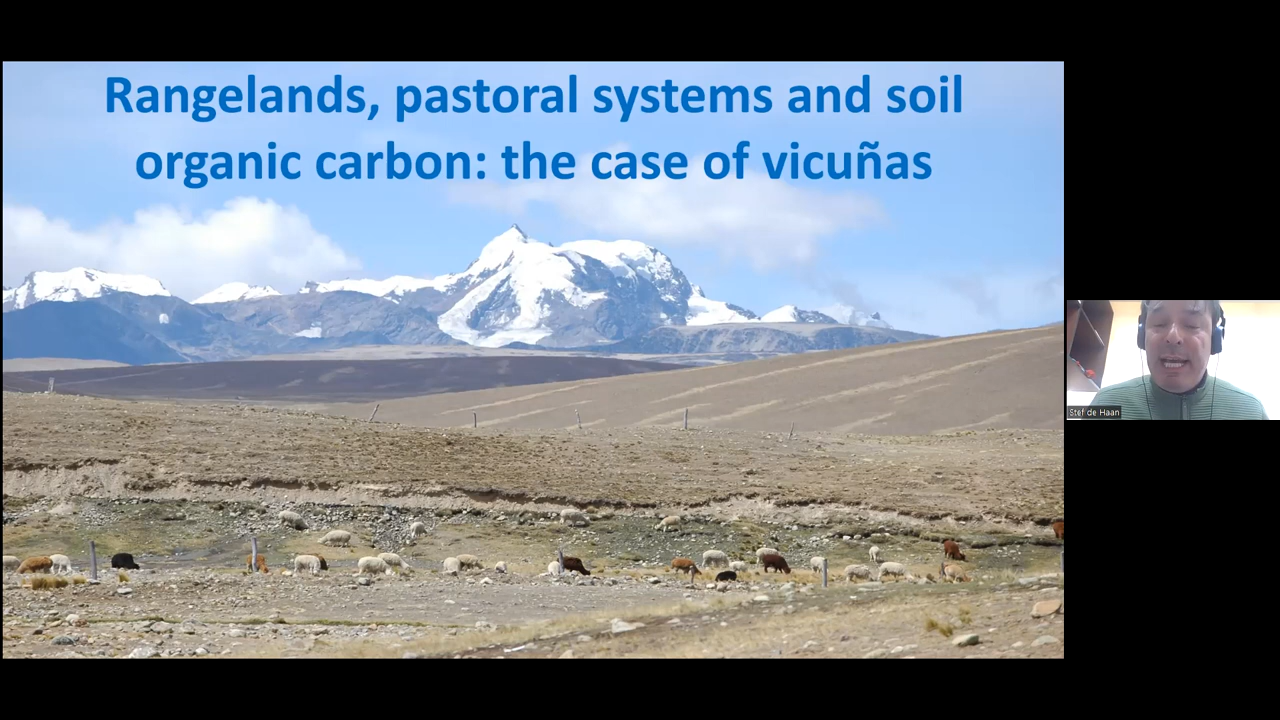 Rangelands, pastoral systems and soil
organic carbon: the case of vicuñas
Stef de Haan